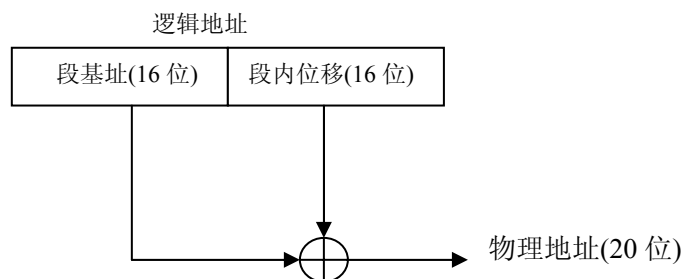 逻辑地址
段基址(16 位) 段内位移(16 位)
物理地址(20 位)